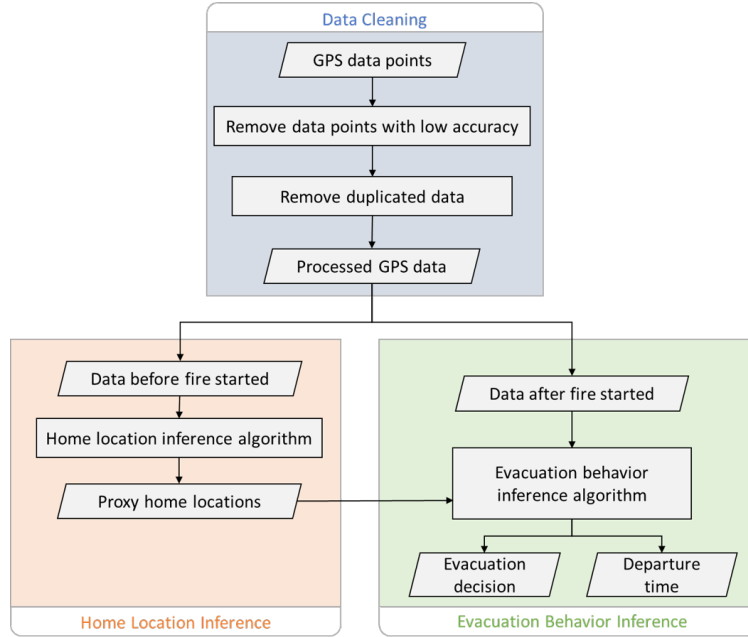 Data Cleaning
GPS data points
Remove data points with low accuracy
Remove duplicated data
Processed GPS data
Data before fire started
Home location inference algorithm
Proxy home locations
Home Location Inference
Data after fire started
Evacuation behavior
inference algorithm
Evacuation
decision
Departure
time
Evacuation Behavior Inference